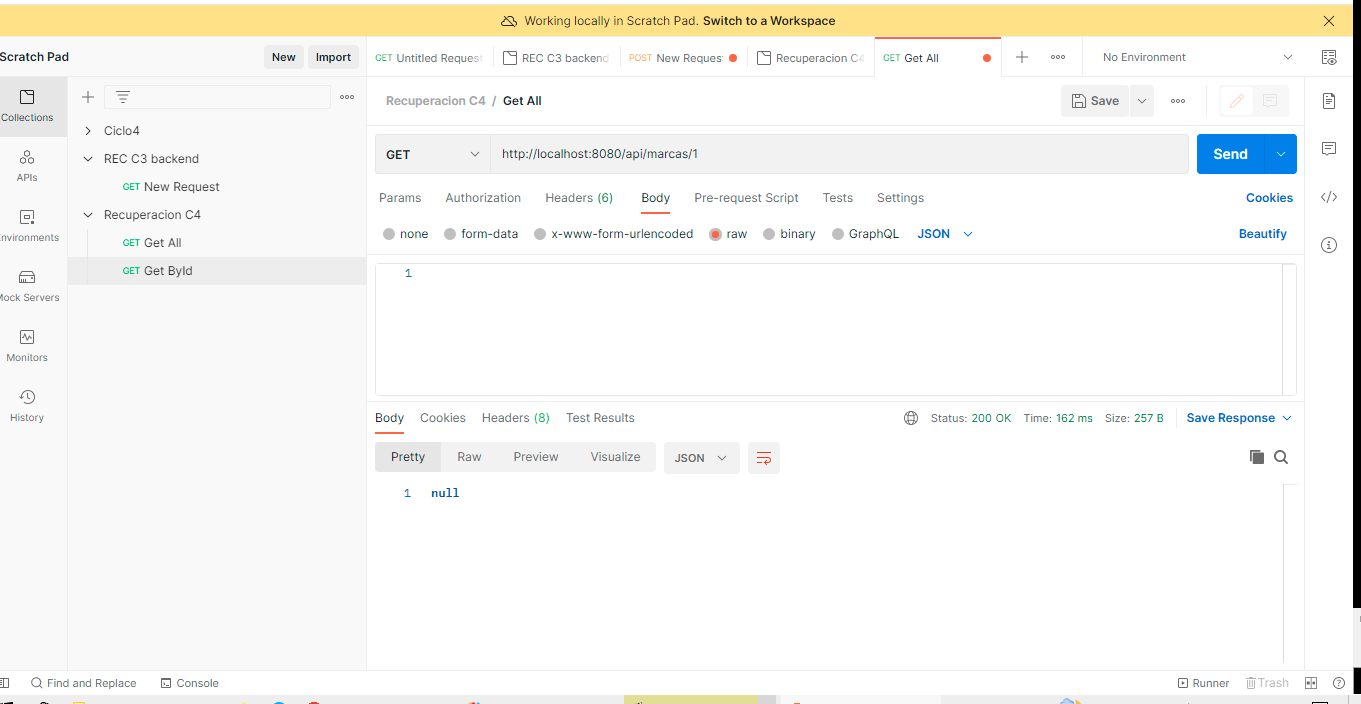 Working locally in Scratch Pad. Switch to a Workspace
Scratch Pad
New
Import
GET Untitled Request
REC C3 backend
POST New Request
Recuperacion C4
GET Get All
No Environment
Collections
APIs
nvironments
Mock Servers
Monitors
History
Ciclo4
REC C3 backend
GET New Request
Recuperacion C4
GET Get All
GET Get ById
Recuperacion C4 / Get All
Save
GET
http://localhost:8080/api/marcas/1
Send
Params Authorization Headers (6) Body Pre-request Script Tests Settings Cookies
none form-data x-www-form-urlencoded raw binary GraphQL JSON Beautify
1
Body Cookies Headers (8) Test Results Status: 200 OK Time: 162 ms Size: 257 B Save Response
Pretty Raw Preview Visualize JSON
1 null
Find and Replace Console Runner Trash